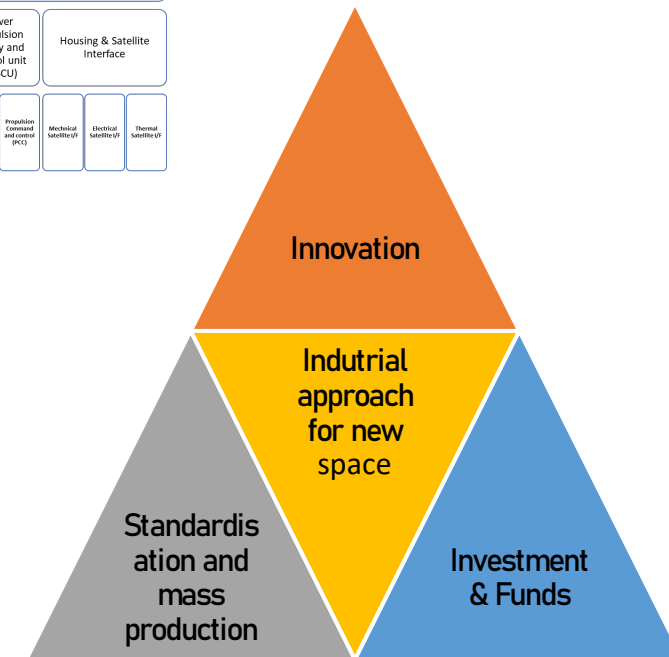 Housing & Satellite
Interface
Propulsion
Command
and control
(PCC)
Mechnical
Satellite I/F
Electrical
Satellite I/F
Thermal
Satellite I/F
Innovation
Indutrial
approach
for new
space
Standardis
ation and
mass
production
Investment
& Funds